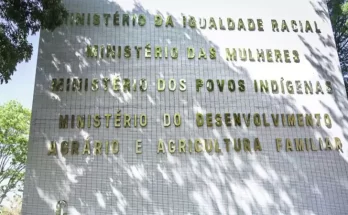 MINISTÉRIO DA IGUALDADE RACIAL
MINISTÉRIO DAS MULHERES
MINISTÉRIO DOS POVOS INDÍGENAS
MINISTÉRIO DO DESENVOLVIMENTO
AGRÁRIO E AGRICULTURA FAMILIAR